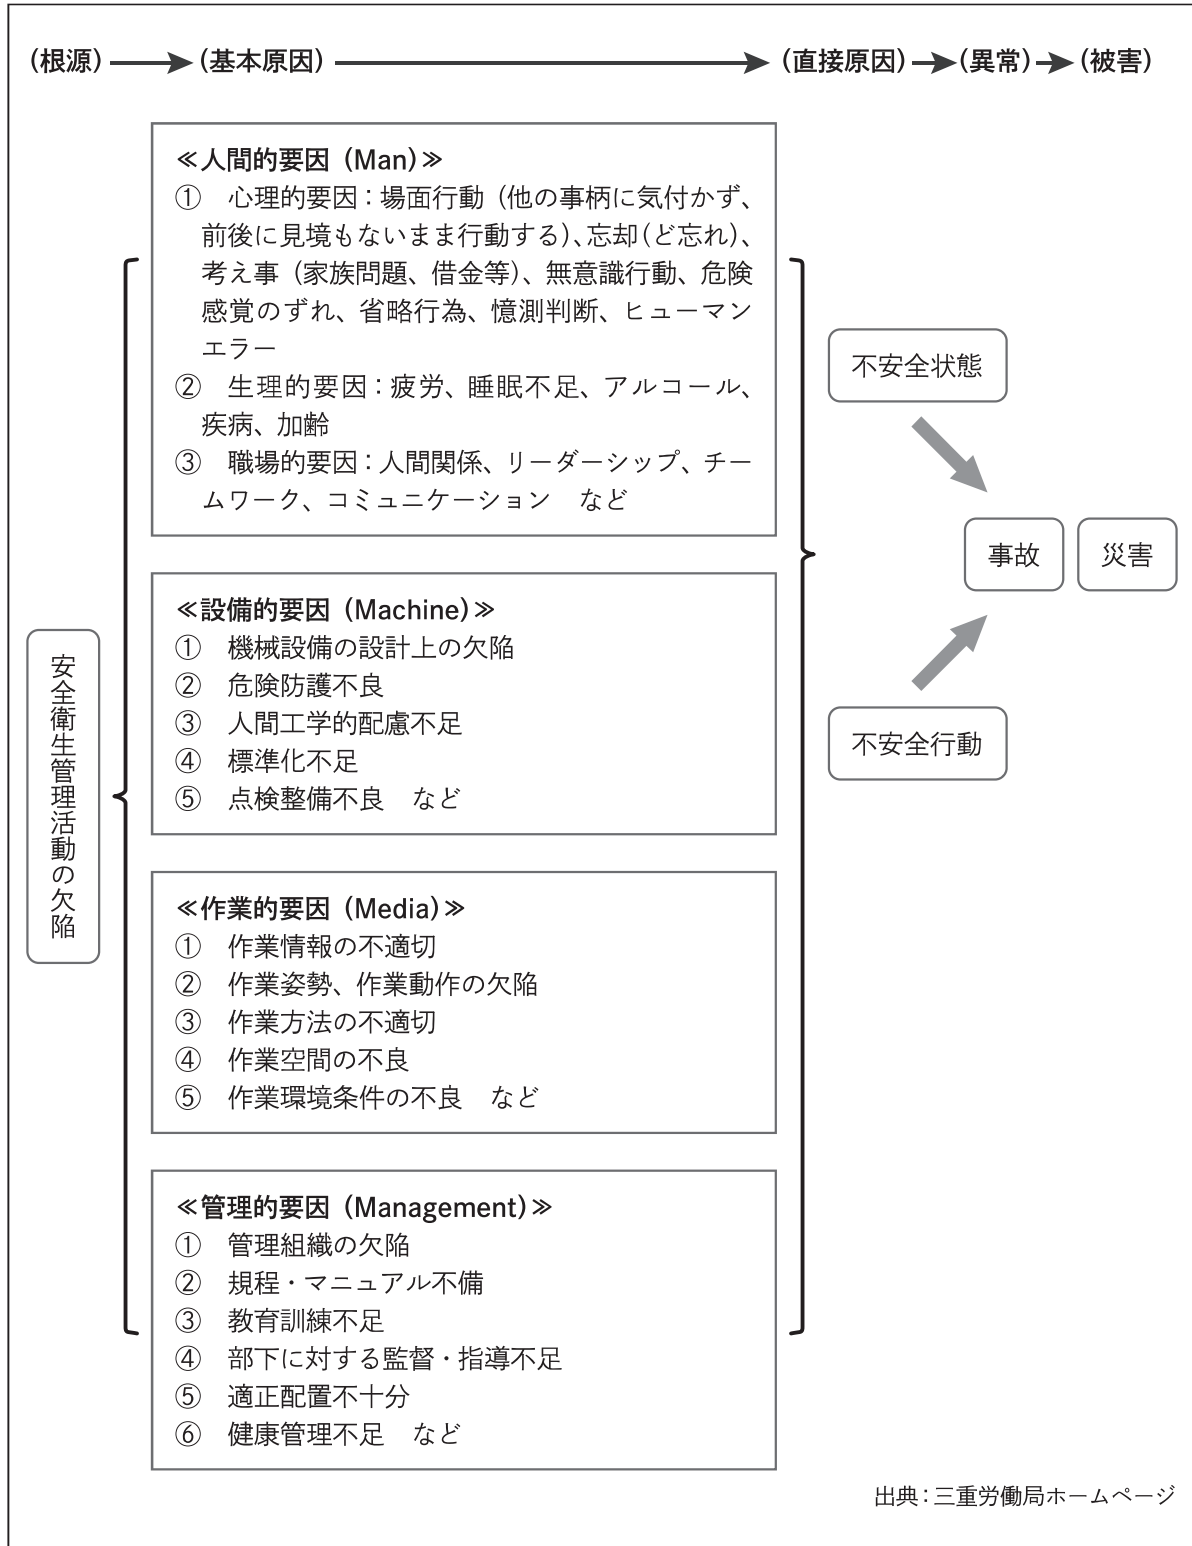 (根源) (基本原因) (直接原因) (異常) (被害)
≪人間的要因（Man）≫
① 心理的要因：場面行動（他の事柄に気付かず、
前後に見境もないまま行動する）、忘却（ど忘れ）、
考え事（家族問題、借金等）、無意識行動、危険
感覚のずれ、省略行為、憶測判断、ヒューマン
エラー
② 生理的要因：疲労、睡眠不足、アルコール、
疾病、加齢
③ 職場的要因：人間関係、リーダーシップ、チー
ムワーク、コミュニケーション など
≪設備的要因（Machine）≫
① 機械設備の設計上の欠陥
② 危険防護不良
③ 人間工学的配慮不足
④ 標準化不足
⑤ 点検整備不良 など
≪作業的要因（Media）≫
① 作業情報の不適切
② 作業姿勢、作業動作の欠陥
③ 作業方法の不適切
④ 作業空間の不良
⑤ 作業環境条件の不良 など
≪管理的要因（Management）≫
① 管理組織の欠陥
② 規程・マニュアル不備
③ 教育訓練不足
④ 部下に対する監督・指導不足
⑤ 適正配置不十分
⑥ 健康管理不足 など
安全衛生管理活動の欠陥
不安全状態
事故 災害
不安全行動
出典：三重労働局ホームページ